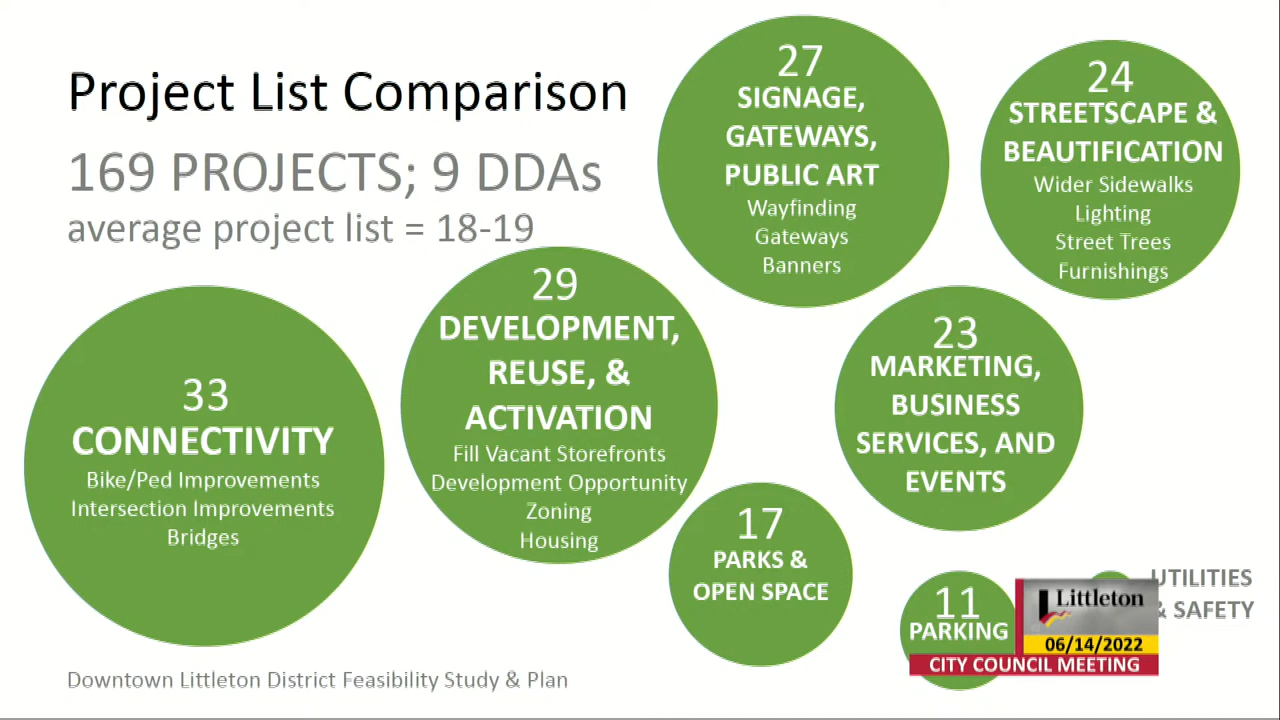 Project List Comparison
169 PROJECTS; 9 DDAs
average project list = 18-19
33
CONNECTIVITY
Bike/Ped Improvements
Intersection Improvements
Bridges
29
DEVELOPMENT,
REUSE, &
ACTIVATION
Fill Vacant Storefronts
Development Opportunity
Zoning
Housing
27
SIGNAGE,
GATEWAYS,
PUBLIC ART
Wayfinding
Gateways
Banners
24
STREETSCAPE &
BEAUTIFICATION
Wider Sidewalks
Lighting
Street Trees
Furnishings
23
MARKETING,
BUSINESS
SERVICES, AND
EVENTS
17
PARKS &
OPEN SPACE
11
PARKING
UTILITIES
& SAFETY
Littleton
06/14/2022
CITY COUNCIL MEETING
Downtown Littleton District Feasibility Study & Plan